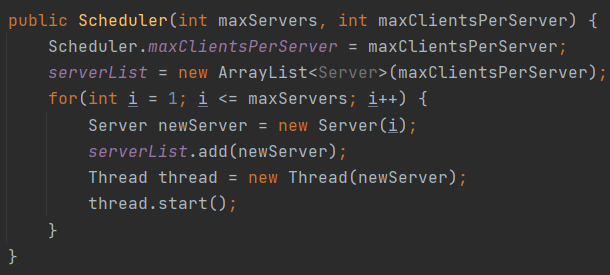 public Scheduler(int maxServers, int maxClientsPerServer) {
    Scheduler.maxClientsPerServer = maxClientsPerServer;
    serverList = new ArrayList<Server>(maxClientsPerServer);
    for(int i = 1; i <= maxServers; i++) {
        Server newServer = new Server(i);
        serverList.add(newServer);
        Thread thread = new Thread(newServer);
        thread.start();
    }
}